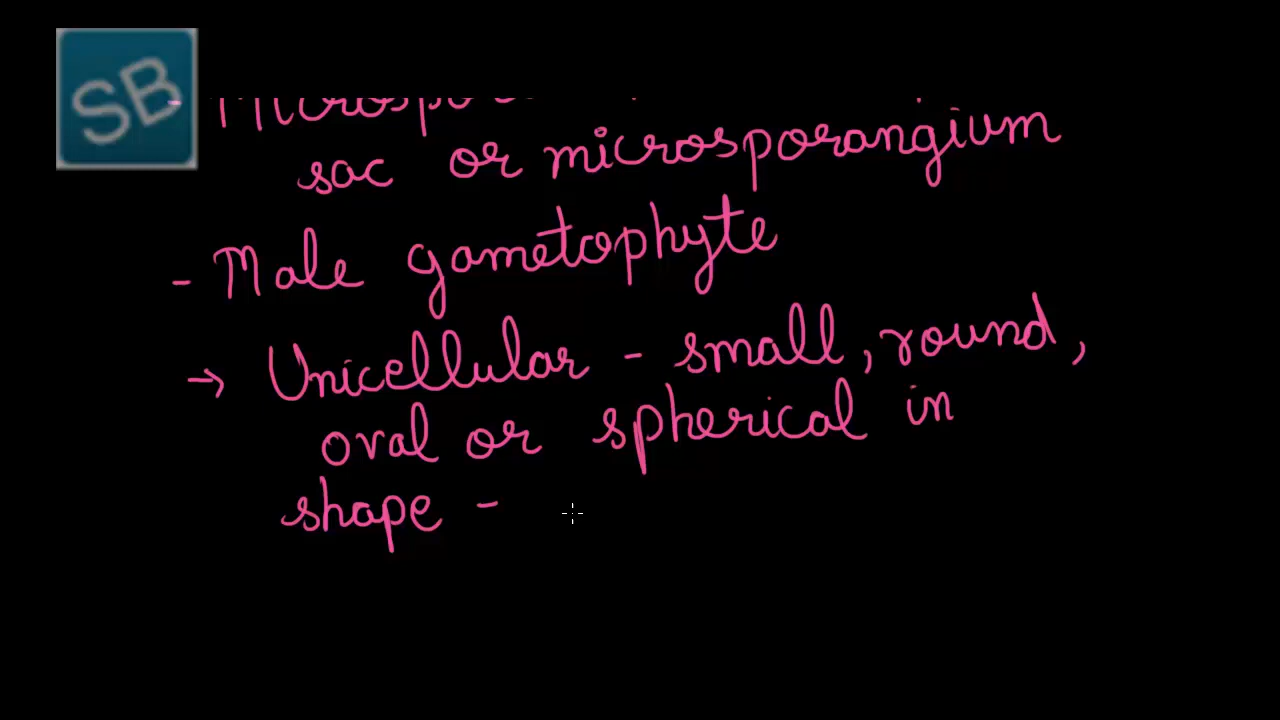 SB
sac or microsporangium
- Male gametophyte
→ Unicellular - small, round,
oval or spherical in
shape -